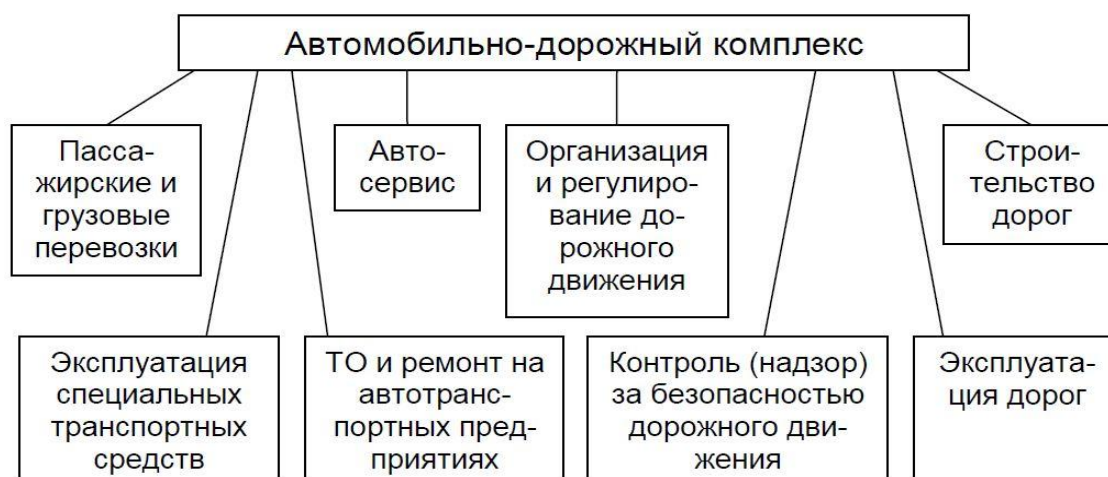 Автомобильно-дорожный комплекс
Пасса-
жирские и
грузовые
перевозки
Авто-
сервис
Организация
и регулиро-
вание до-
рожного
движения
Строи-
тельство
дорог
Эксплуатация
специальных
транспортных
средств
ТО и ремонт на
автотранс-
портных пред-
приятиях
Контроль (надзор)
за безопасностью
дорожного дви-
жения
Эксплуата-
ция дорог